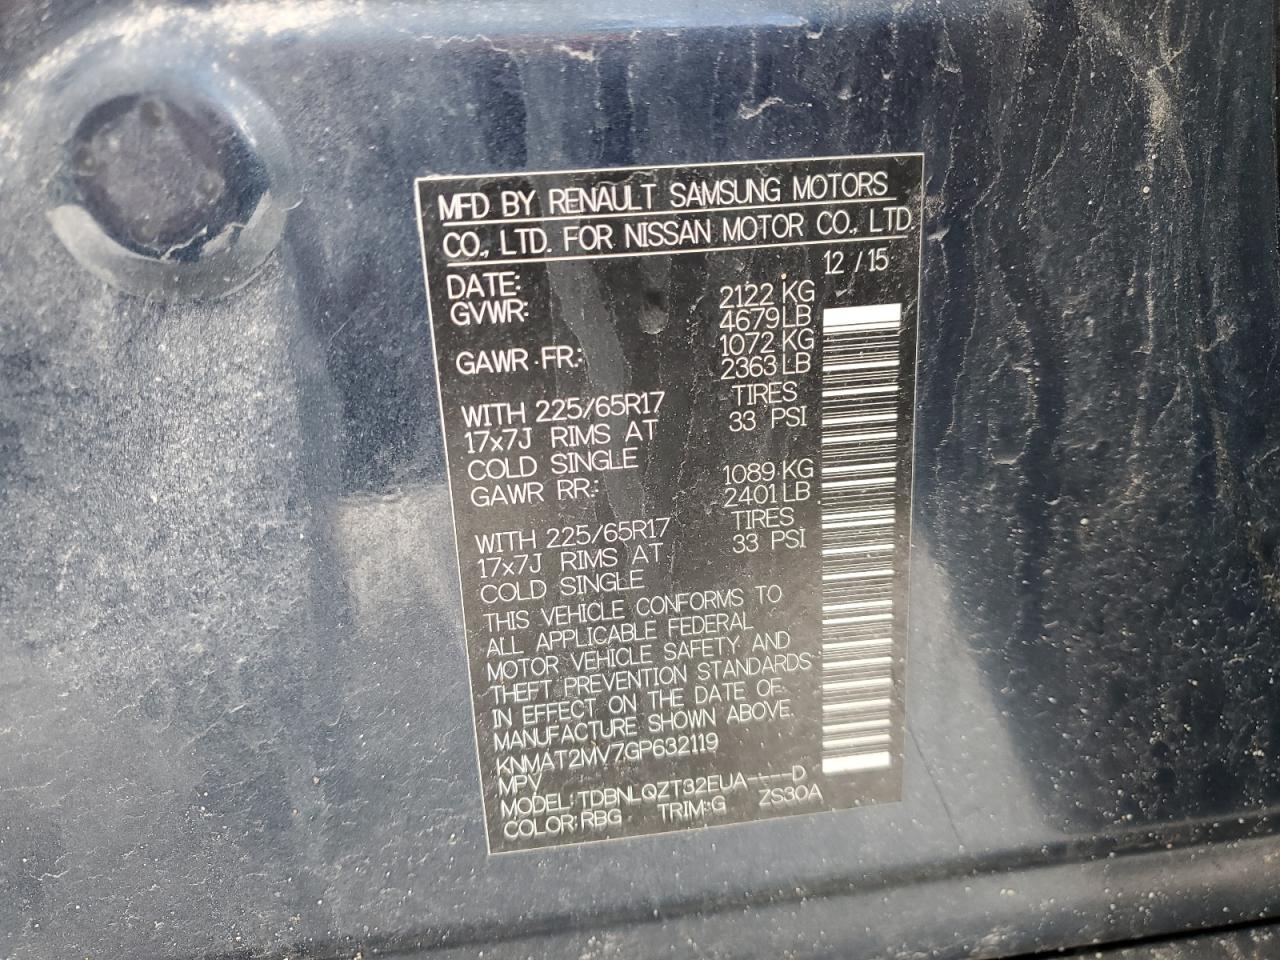 MFD BY RENAULT SAMSUNG MOTORS
CO., LTD. FOR NISSAN MOTOR CO., LTD.
DATE: 12 / 15
GVWR: 2122 KG
4679 LB
GAWR FR.: 1072 KG
2363 LB
WITH 225/65R17 TIRES
17x7J RIMS AT 33 PSI
COLD SINGLE
GAWR RR.: 1089 KG
2401 LB
WITH 225/65R17 TIRES
17x7J RIMS AT 33 PSI
COLD SINGLE
THIS VEHICLE CONFORMS TO
ALL APPLICABLE FEDERAL
MOTOR VEHICLE SAFETY AND
THEFT PREVENTION STANDARDS
IN EFFECT ON THE DATE OF
MANUFACTURE SHOWN ABOVE.
KNMAT2MV7GP632119
MPV
MODEL: TDBNLQZT32EUA----D
COLOR: RBG TRIM: G ZS30A